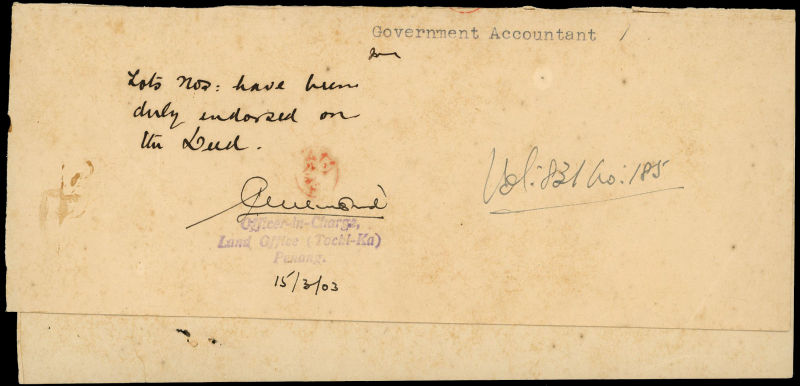 Government Accountant
Lots Nos: have been
duly endorsed on
the Deed.
Vol: 831 No: 185
Officer-in-Charge,
Land Office (Tochi-Ka)
Penang.
15/3/03